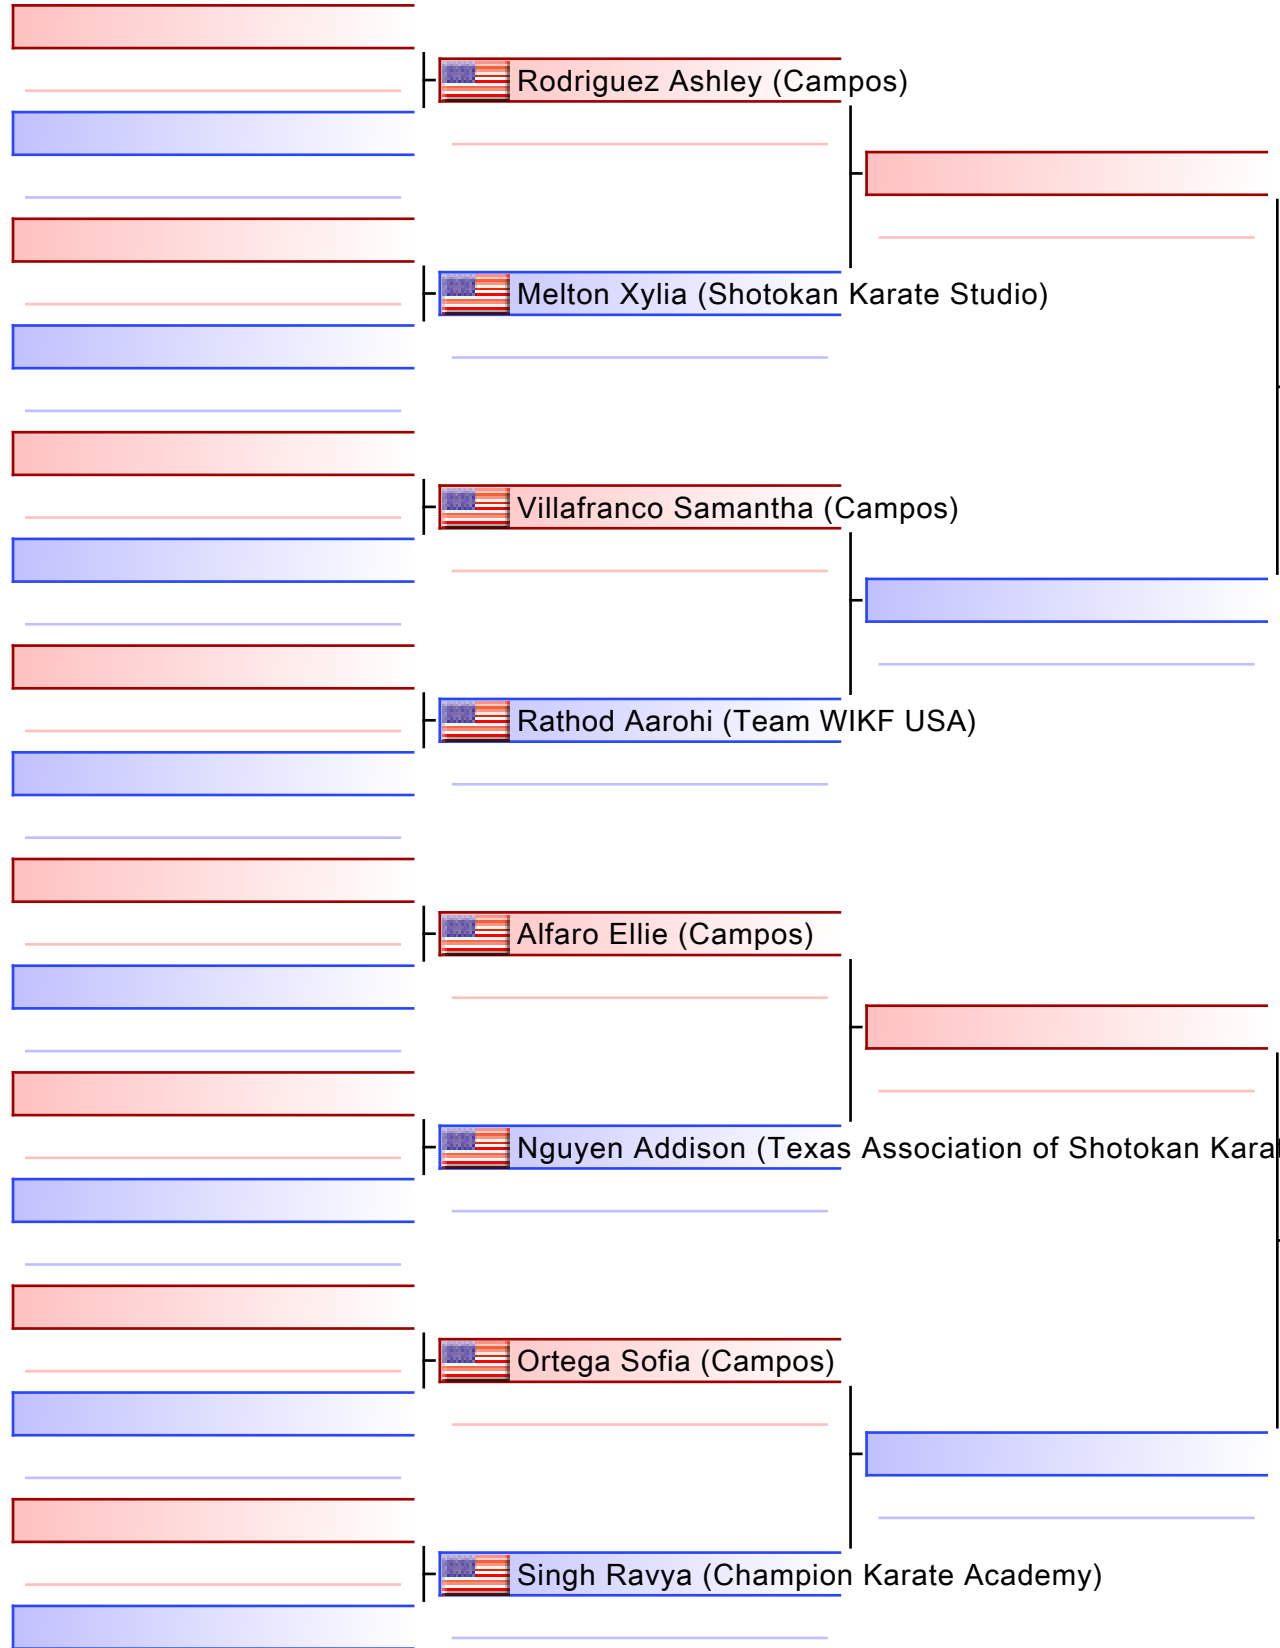 Rodriguez Ashley (Campos)
Melton Xylia (Shotokan Karate Studio)
Villafranco Samantha (Campos)
Rathod Aarohi (Team WIKF USA)
Alfaro Ellie (Campos)
Nguyen Addison (Texas Association of Shotokan
Ortega Sofia (Campos)
Singh Ravya (Champion Karate Academy)